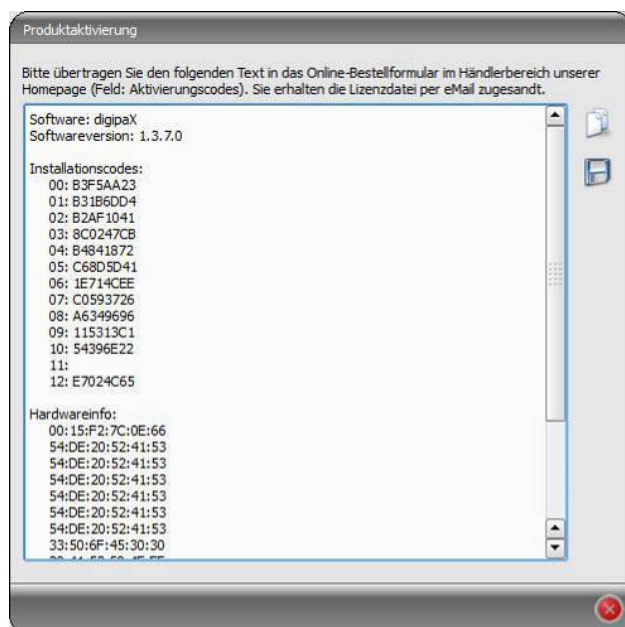 Produktaktivierung
Bitte übertragen Sie den folgenden Text in das Online-Bestellformular im Händlerbereich unserer
Homepage (Feld: Aktivierungscodes). Sie erhalten die Lizenzdatei per eMail zugesandt.
Software: digipaX
Softwareversion: 1.3.7.0
Installationscodes:
00: B3F5AA23
01: B31B6DD4
02: B2AF1041
03: 8C0247CB
04: B4841872
05: C68D5D41
06: 1E714CEE
07: C0593726
08: A6349696
09: 115313C1
10: 54396E22
11:
12: E7024C65
Hardwareinfo:
00:15:F2:7C:0E:66
54:DE:20:52:41:53
54:DE:20:52:41:53
54:DE:20:52:41:53
54:DE:20:52:41:53
54:DE:20:52:41:53
54:DE:20:52:41:53
33:50:6F:45:30:30